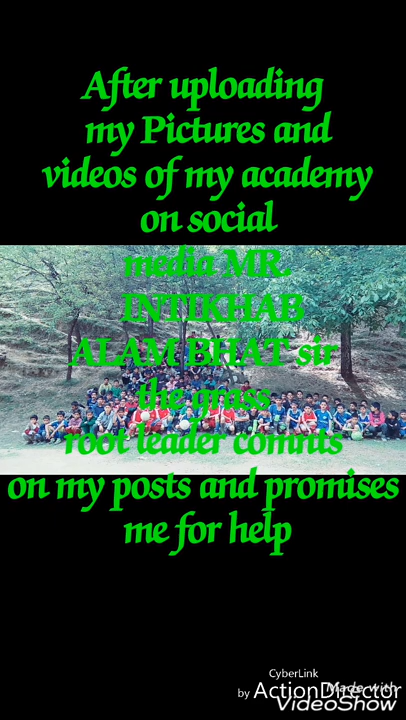 After uploading
my Pictures and
videos of my academy
on social
media MR.
INTIKHAB
ALAM BHAT sir
the grass
root leader comnts
on my posts and promises
me for help
CyberLink
by ActionDirector
Made with
VideoShow